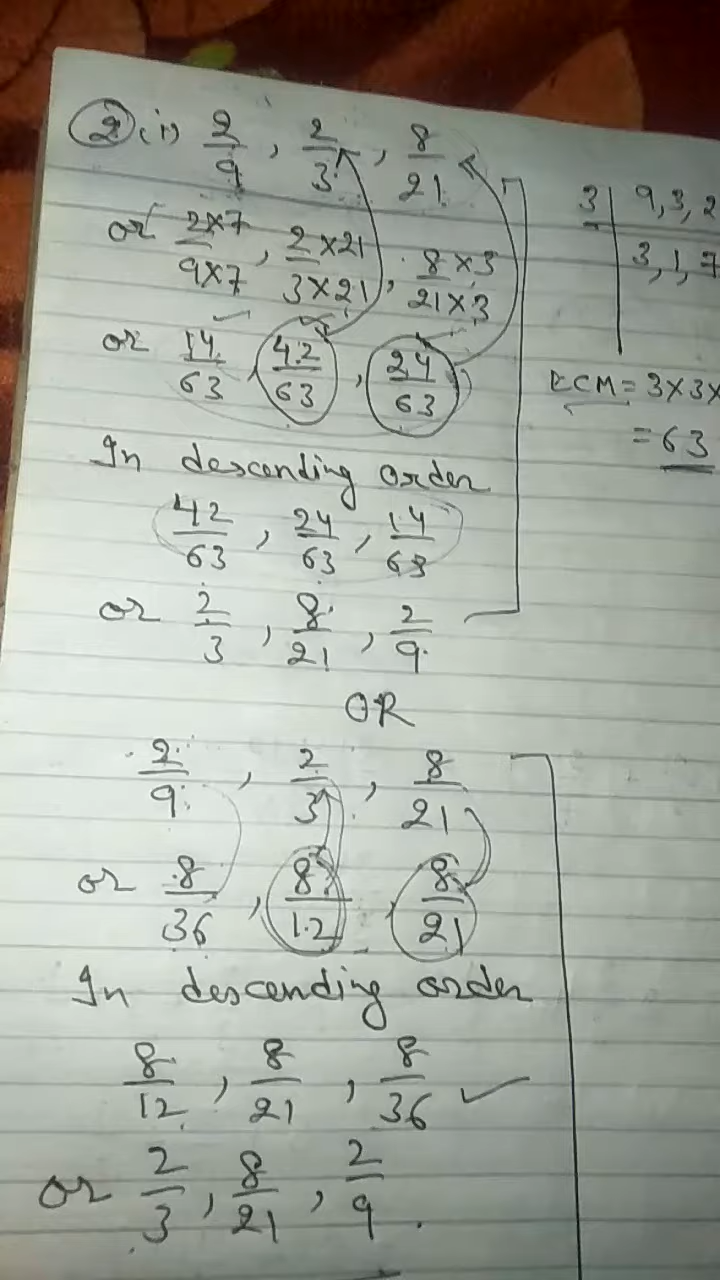 ② (i) 2/9 , 2/3 , 8/21
or 2×7/9×7 , 2×21/3×21 , 8×3/21×3
or 14/63 , 42/63 , 24/63
In descending order
42/63 , 24/63 , 14/63
or 2/3 , 8/21 , 2/9
OR
2/9 , 2/3 , 8/21
or 8/36 , 8/12 , 8/21
In descending order
8/12 , 8/21 , 8/36 ✓
or 2/3 , 8/21 , 2/9 .
3 | 9, 3, 2
3, 1, 7
LCM = 3×3×
= 63